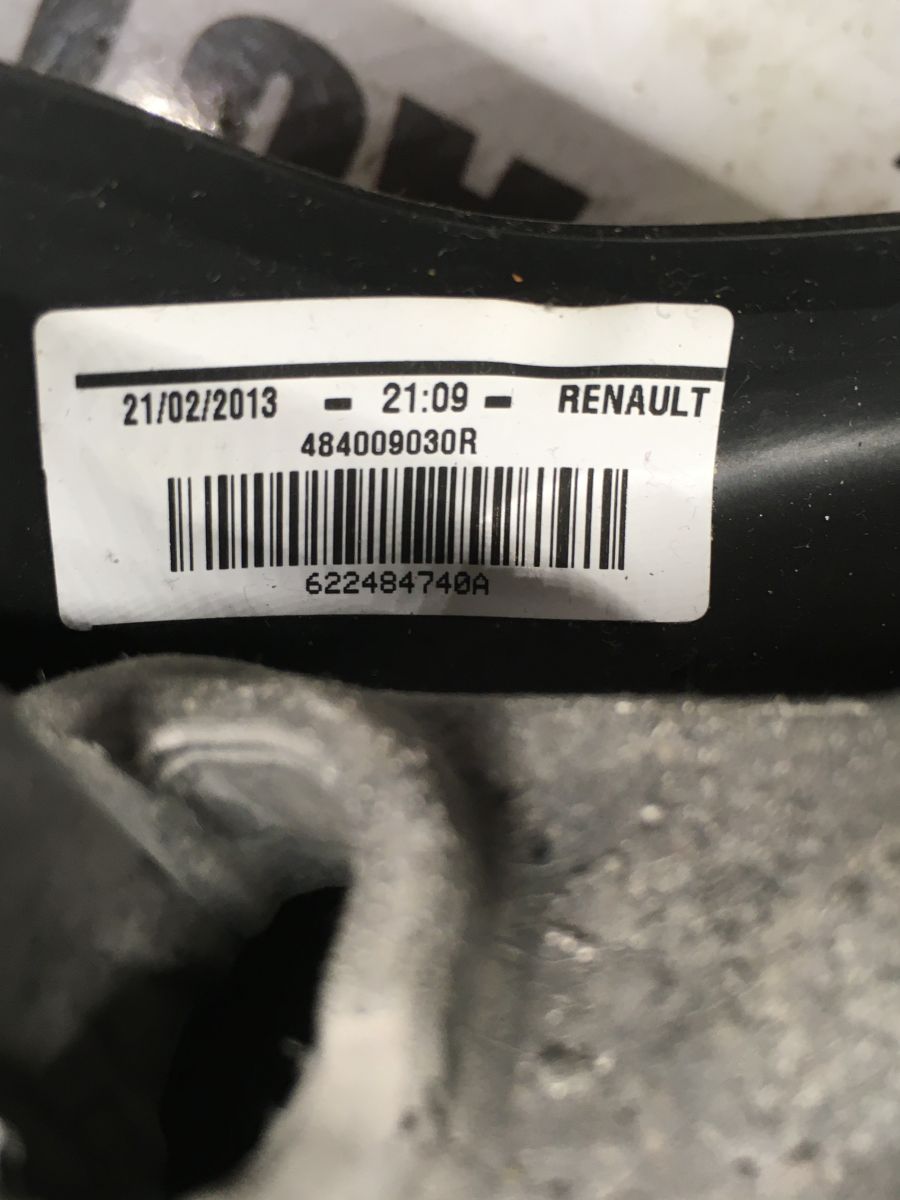 21/02/2013 - 21:09 - RENAULT
484009030R
622484740A